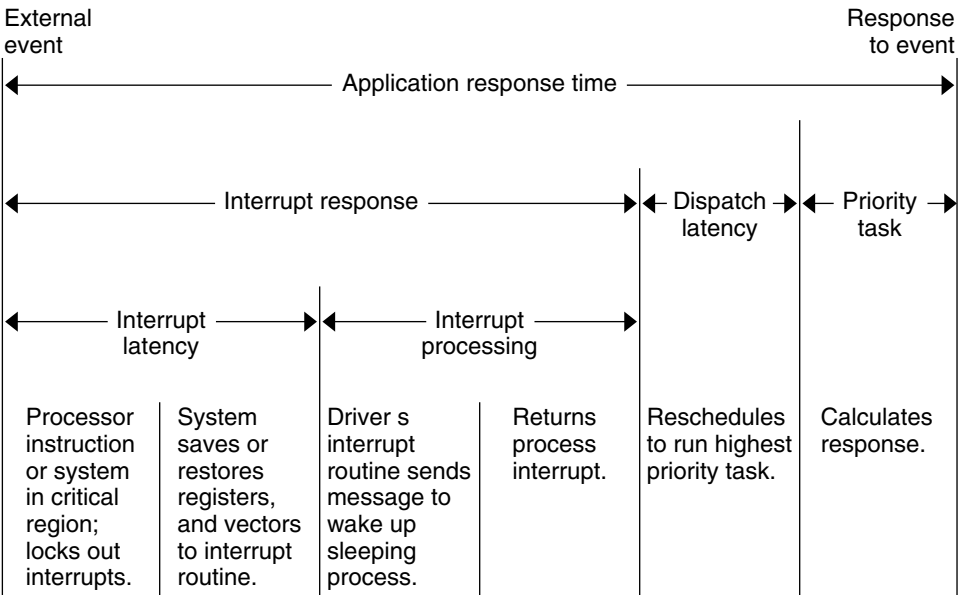 External
event
Response
to event
Application response time
Interrupt response
Dispatch
latency
Priority
task
Interrupt
latency
Interrupt
processing
Processor
instruction
or system
in critical
region;
locks out
interrupts.
System
saves or
restores
registers,
and vectors
to interrupt
routine.
Driver s
interrupt
routine sends
message to
wake up
sleeping
process.
Returns
process
interrupt.
Reschedules
to run highest
priority task.
Calculates
response.